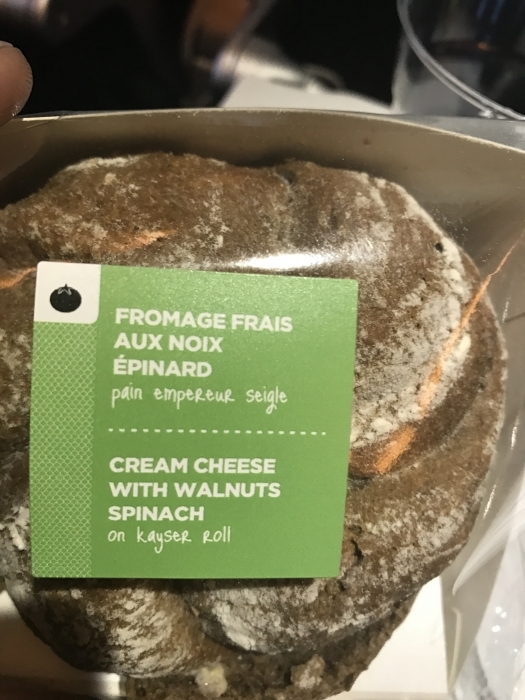 FROMAGE FRAIS
AUX NOIX
ÉPINARD
pain empereur seigle
CREAM CHEESE
WITH WALNUTS
SPINACH
on kayser roll